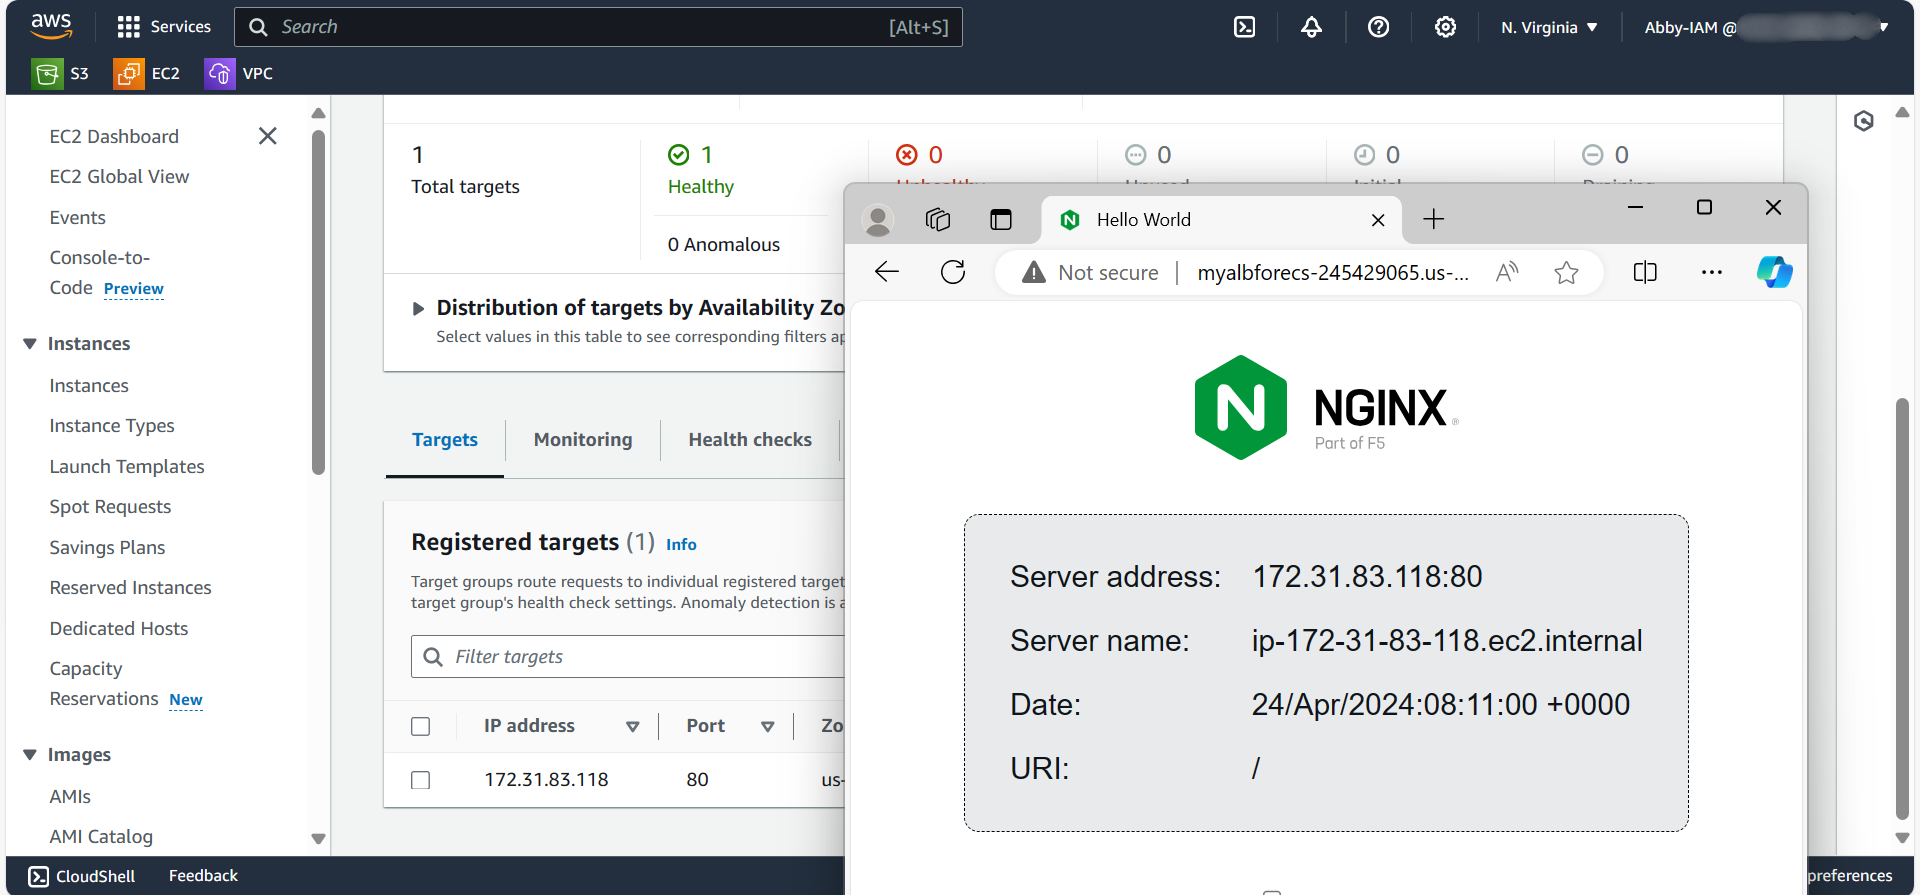 aws
Services
Search
[Alt+S]
N. Virginia
Abby-IAM @
S3
EC2
VPC
EC2 Dashboard
EC2 Global View
Events
Console-to-
Code Preview
Instances
Instances
Instance Types
Launch Templates
Spot Requests
Savings Plans
Reserved Instances
Dedicated Hosts
Capacity
Reservations New
Images
AMIs
AMI Catalog
1
Total targets
1
Healthy
0 Anomalous
0
Unhealthy
0
Unused
0
Initial
0
Draining
Distribution of targets by Availability Zo
Select values in this table to see corresponding filters ap
Targets
Monitoring
Health checks
Registered targets (1) Info
Target groups route requests to individual registered target
target group's health check settings. Anomaly detection is a
Filter targets
IP address
Port
Zo
172.31.83.118
80
us-
Hello World
Not secure
myalbforecs-245429065.us-...
N
NGINX
Part of F5
Server address: 172.31.83.118:80
Server name: ip-172-31-83-118.ec2.internal
Date: 24/Apr/2024:08:11:00 +0000
URI: /
CloudShell
Feedback
preferences